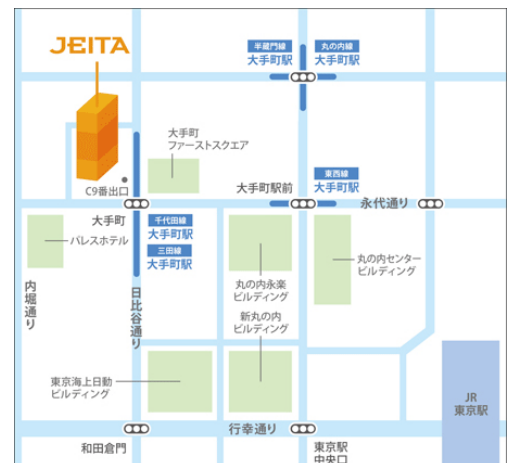 JEITA
半蔵門線
大手町駅
丸の内線
大手町駅
大手町
ファーストスクエア
C9番出口
大手町駅前
東西線
大手町駅
永代通り
大手町
パレスホテル
千代田線
大手町駅
三田線
大手町駅
丸の内センター
ビルディング
丸の内永楽
ビルディング
内堀通り
日比谷通り
新丸の内
ビルディング
東京海上日動
ビルディング
JR
東京駅
行幸通り
和田倉門
東京駅
中央口